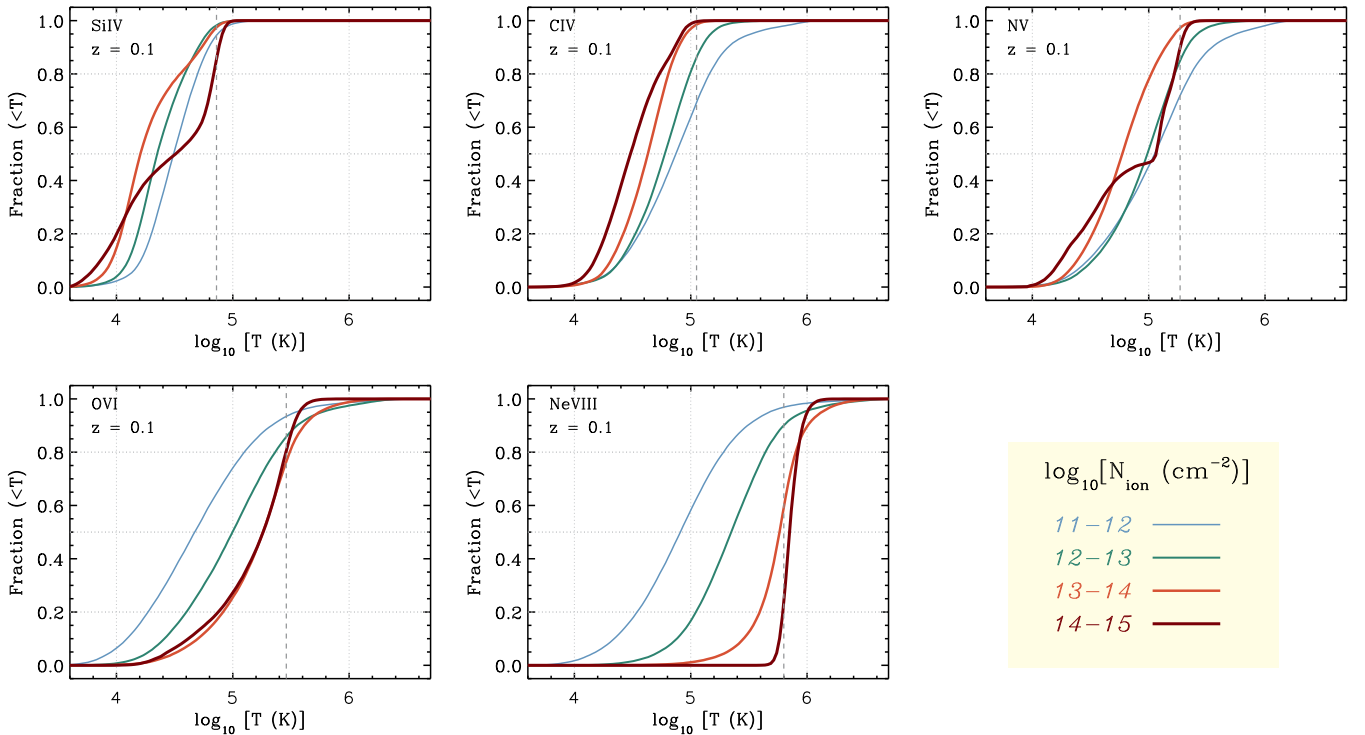 SiIV
z = 0.1
Fraction (<T)
1.0
0.8
0.6
0.4
0.2
0.0
4 5 6
log10 [T (K)]
CIV
z = 0.1
Fraction (<T)
1.0
0.8
0.6
0.4
0.2
0.0
4 5 6
log10 [T (K)]
NV
z = 0.1
Fraction (<T)
1.0
0.8
0.6
0.4
0.2
0.0
4 5 6
log10 [T (K)]
OVI
z = 0.1
Fraction (<T)
1.0
0.8
0.6
0.4
0.2
0.0
4 5 6
log10 [T (K)]
NeVIII
z = 0.1
Fraction (<T)
1.0
0.8
0.6
0.4
0.2
0.0
4 5 6
log10 [T (K)]
log10[Nion (cm−2)]
11−12
12−13
13−14
14−15